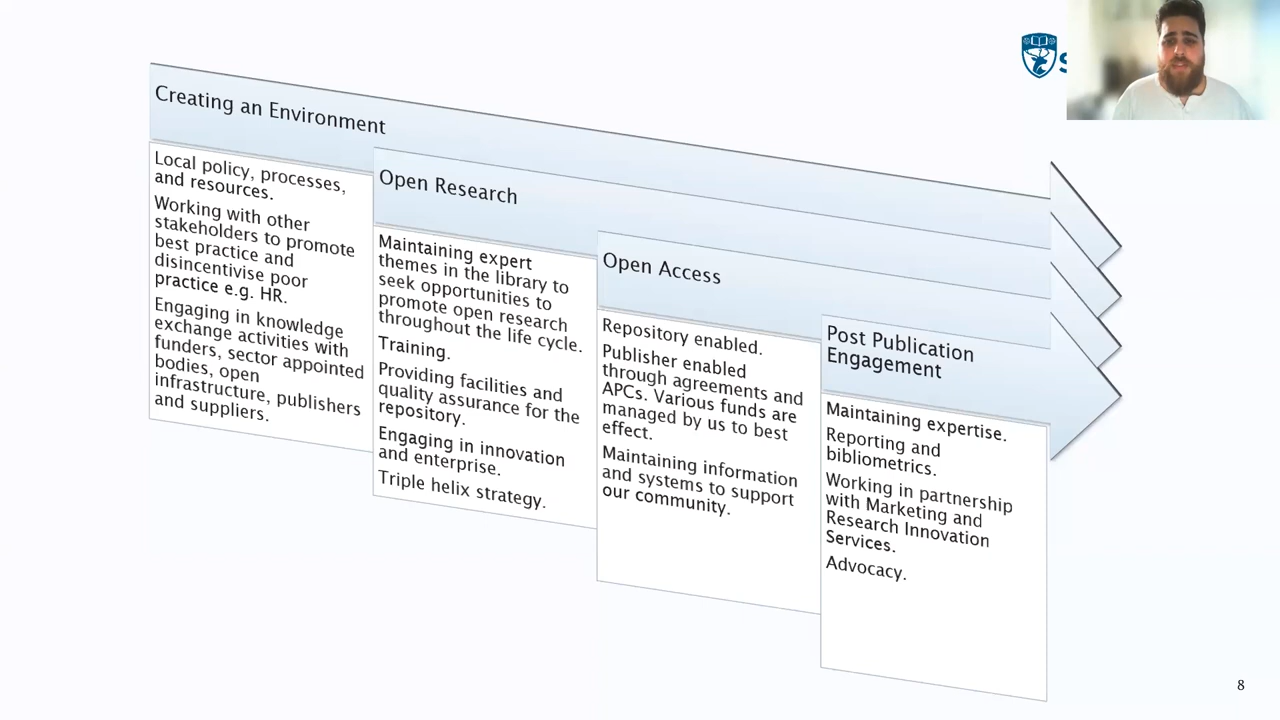 Creating an Environment
Local policy, processes,
and resources.
Working with other
stakeholders to promote
best practice and
disincentivise poor
practice e.g. HR.
Engaging in knowledge
exchange activities with
funders, sector appointed
bodies, open
infrastructure, publishers
and suppliers.
Open Research
Maintaining expert
themes in the library to
seek opportunities to
promote open research
throughout the life cycle.
Training.
Providing facilities and
quality assurance for the
repository.
Engaging in innovation
and enterprise.
Triple helix strategy.
Open Access
Repository enabled.
Publisher enabled
through agreements and
APCs. Various funds are
managed by us to best
effect.
Maintaining information
and systems to support
our community.
Post Publication
Engagement
Maintaining expertise.
Reporting and
bibliometrics.
Working in partnership
with Marketing and
Research Innovation
Services.
Advocacy.
8